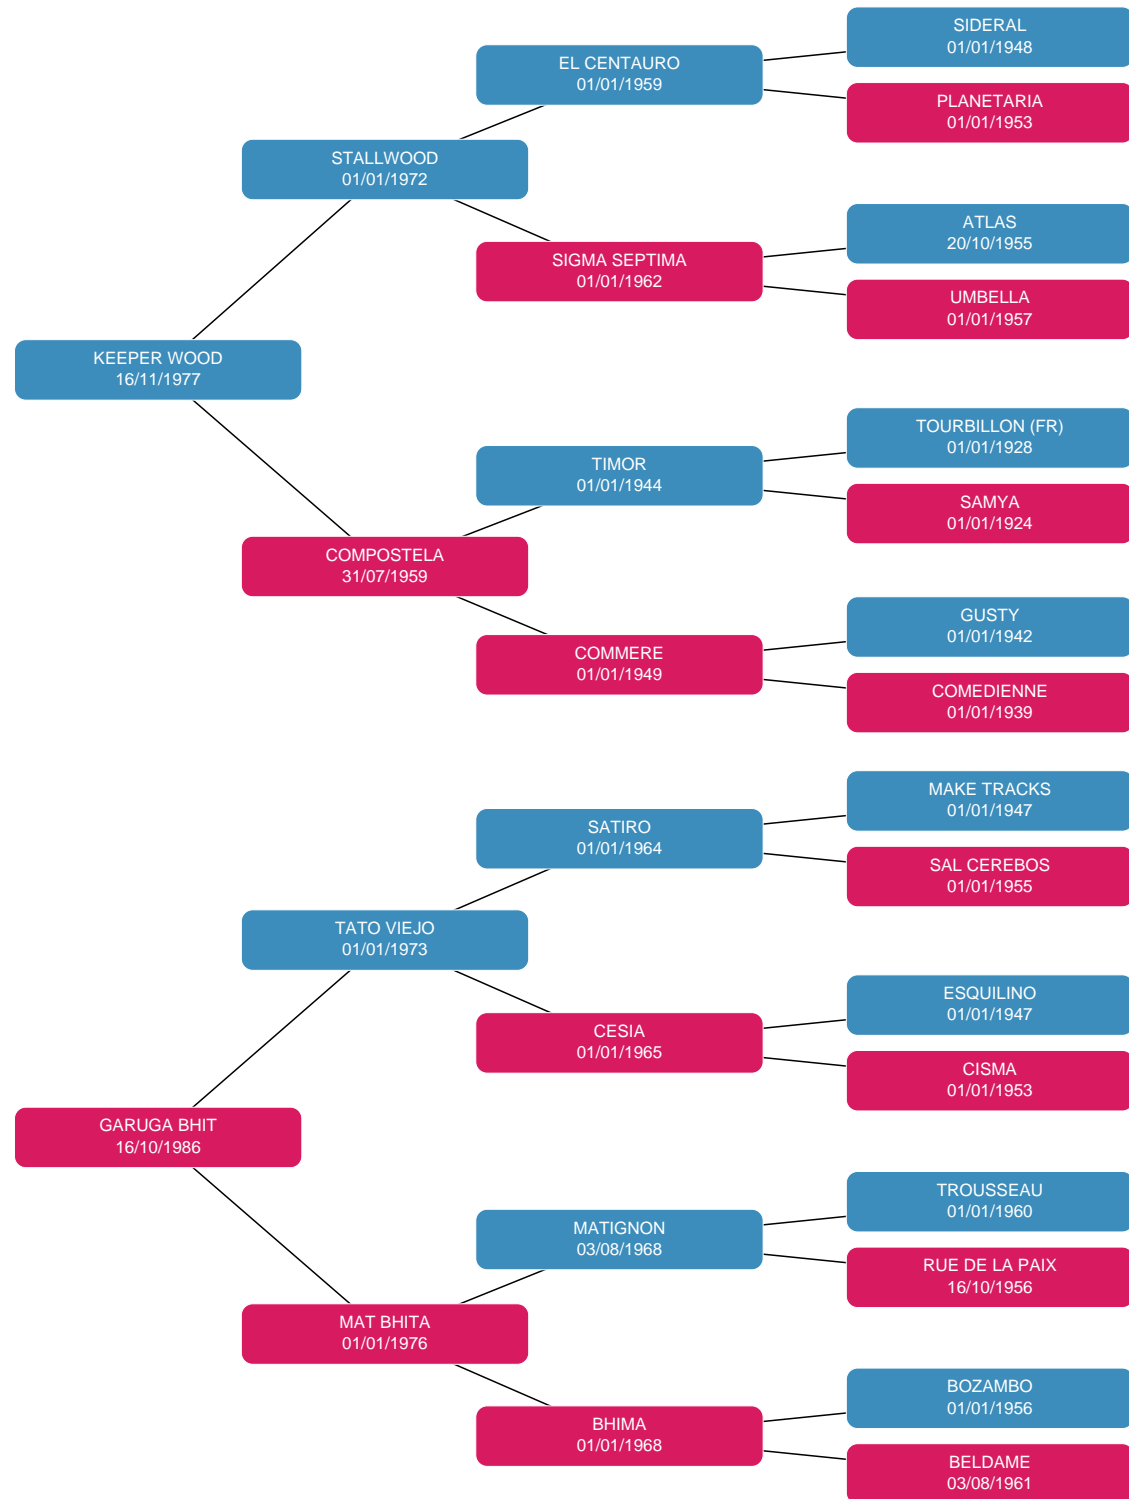 SIDERAL
01/01/1948
EL CENTAURO
01/01/1959
PLANETARIA
01/01/1953
STALLWOOD
01/01/1972
ATLAS
20/10/1955
SIGMA SEPTIMA
01/01/1962
UMBELLA
01/01/1957
KEEPER WOOD
16/11/1977
TOURBILLON (FR)
01/01/1928
TIMOR
01/01/1944
SAMYA
01/01/1924
COMPOSTELA
31/07/1959
GUSTY
01/01/1942
COMMERE
01/01/1949
COMEDIENNE
01/01/1939
MAKE TRACKS
01/01/1947
SATIRO
01/01/1964
SAL CEREBOS
01/01/1955
TATO VIEJO
01/01/1973
ESQUILINO
01/01/1947
CESIA
01/01/1965
CISMA
01/01/1953
GARUGA BHIT
16/10/1986
TROUSSEAU
01/01/1960
MATIGNON
03/08/1968
RUE DE LA PAIX
16/10/1956
MAT BHITA
01/01/1976
BOZAMBO
01/01/1956
BHIMA
01/01/1968
BELDAME
03/08/1961